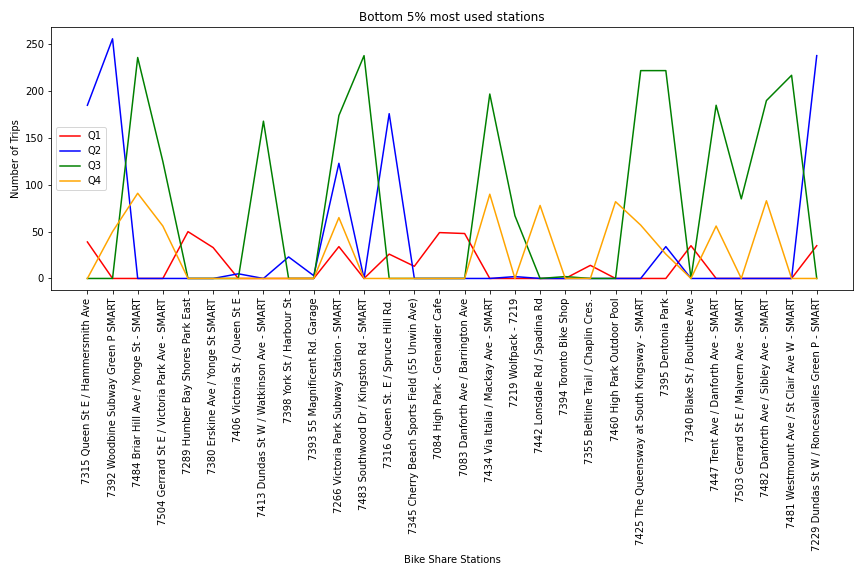 Bottom 5% most used stations
Number of Trips
250
200
150
100
50
0
Q1
Q2
Q3
Q4
7315 Queen St E / Hammersmith Ave
7392 Woodbine Subway Green P SMART
7484 Briar Hill Ave / Yonge St - SMART
7504 Gerrard St E / Victoria Park Ave - SMART
7289 Humber Bay Shores Park East
7380 Erskine Ave / Yonge St SMART
7406 Victoria St / Queen St E
7413 Dundas St W / Watkinson Ave - SMART
7398 York St / Harbour St
7393 55 Magnificent Rd. Garage
7266 Victoria Park Subway Station - SMART
7483 Southwood Dr / Kingston Rd - SMART
7316 Queen St. E / Spruce Hill Rd.
7345 Cherry Beach Sports Field (55 Unwin Ave)
7084 High Park - Grenadier Cafe
7083 Danforth Ave / Barrington Ave
7434 Via Italia / Mackay Ave - SMART
7219 Wolfpack - 7219
7442 Lonsdale Rd / Spadina Rd
7394 Toronto Bike Shop
7355 Beltline Trail / Chaplin Cres.
7460 High Park Outdoor Pool
7425 The Queensway at South Kingsway - SMART
7395 Dentonia Park
7340 Blake St / Boultbee Ave
7447 Trent Ave / Danforth Ave - SMART
7503 Gerrard St E / Malvern Ave - SMART
7482 Danforth Ave / Sibley Ave - SMART
7481 Westmount Ave / St Clair Ave W - SMART
7229 Dundas St W / Roncesvalles Green P - SMART
Bike Share Stations